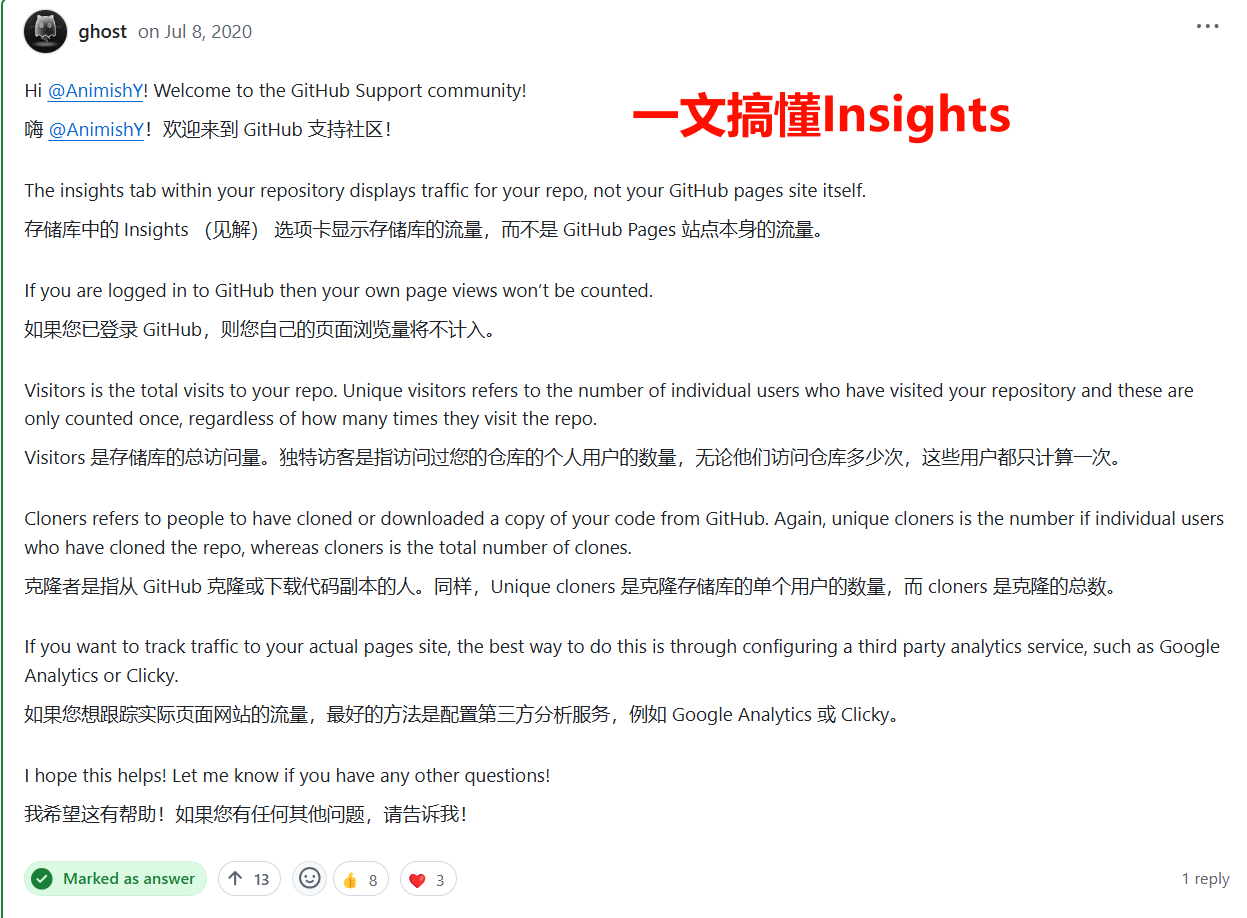 ghost on Jul 8, 2020
Hi @AnimishY! Welcome to the GitHub Support community!
嗨 @AnimishY！欢迎来到 GitHub 支持社区！
一文搞懂Insights
The insights tab within your repository displays traffic for your repo, not your GitHub pages site itself.
存储库中的 Insights （见解） 选项卡显示存储库的流量，而不是 GitHub Pages 站点本身的流量。
If you are logged in to GitHub then your own page views won’t be counted.
如果您已登录 GitHub，则您自己的页面浏览量将不计入。
Visitors is the total visits to your repo. Unique visitors refers to the number of individual users who have visited your repository and these are
only counted once, regardless of how many times they visit the repo.
Visitors 是存储库的总访问量。独特访客是指访问过您的仓库的个人用户的数量，无论他们访问仓库多少次，这些用户都只计算一次。
Cloners refers to people to have cloned or downloaded a copy of your code from GitHub. Again, unique cloners is the number if individual users
who have cloned the repo, whereas cloners is the total number of clones.
克隆者是指从 GitHub 克隆或下载代码副本的人。同样，Unique cloners 是克隆存储库的单个用户的数量，而 cloners 是克隆的总数。
If you want to track traffic to your actual pages site, the best way to do this is through configuring a third party analytics service, such as Google
Analytics or Clicky.
如果您想跟踪实际页面网站的流量，最好的方法是配置第三方分析服务，例如 Google Analytics 或 Clicky。
I hope this helps! Let me know if you have any other questions!
我希望这有帮助！如果您有任何其他问题，请告诉我！
Marked as answer 13 8 3 1 reply